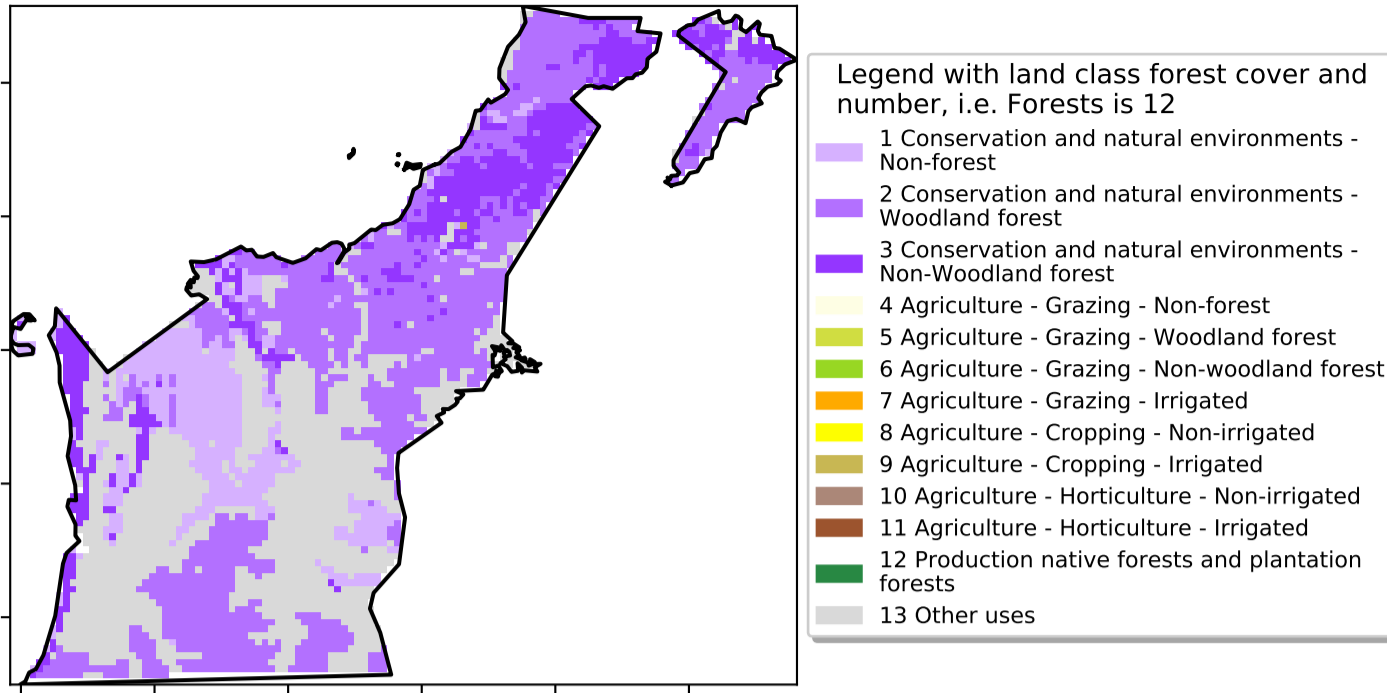 Legend with land class forest cover and
number, i.e. Forests is 12
1 Conservation and natural environments -
Non-forest
2 Conservation and natural environments -
Woodland forest
3 Conservation and natural environments -
Non-Woodland forest
4 Agriculture - Grazing - Non-forest
5 Agriculture - Grazing - Woodland forest
6 Agriculture - Grazing - Non-woodland forest
7 Agriculture - Grazing - Irrigated
8 Agriculture - Cropping - Non-irrigated
9 Agriculture - Cropping - Irrigated
10 Agriculture - Horticulture - Non-irrigated
11 Agriculture - Horticulture - Irrigated
12 Production native forests and plantation
forests
13 Other uses